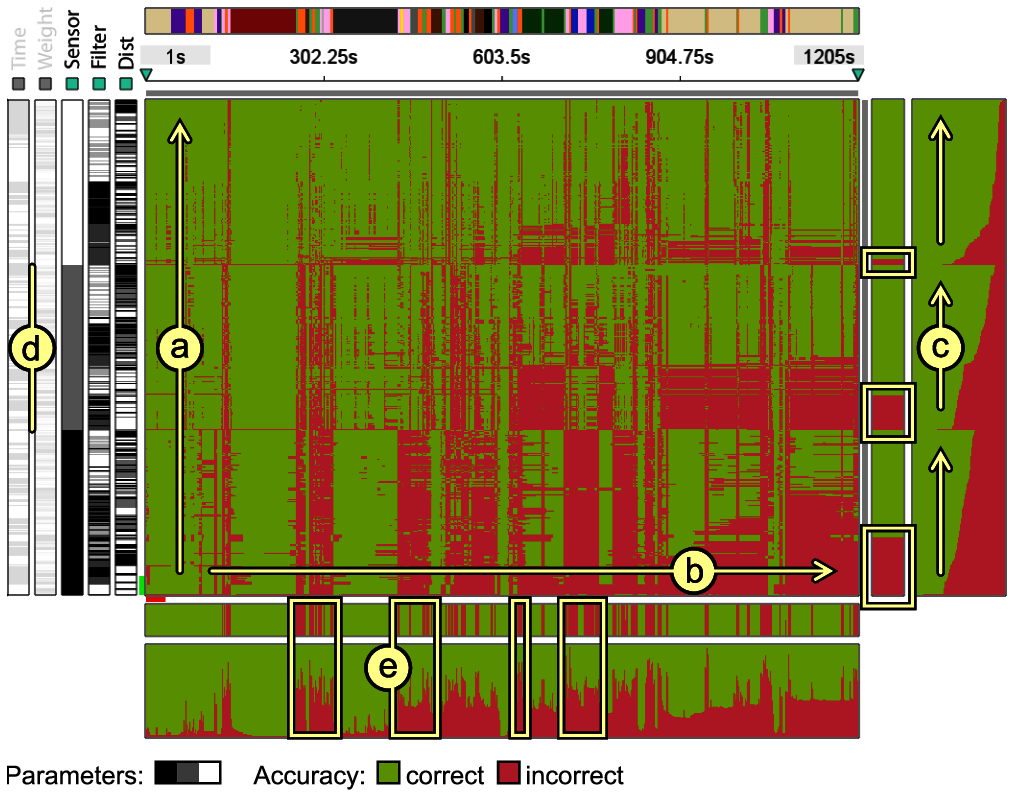 Time
Weight
Sensor
Filter
Dist
1s 302.25s 603.5s 904.75s 1205s
d
a
c
b
e
Parameters: Accuracy: correct incorrect